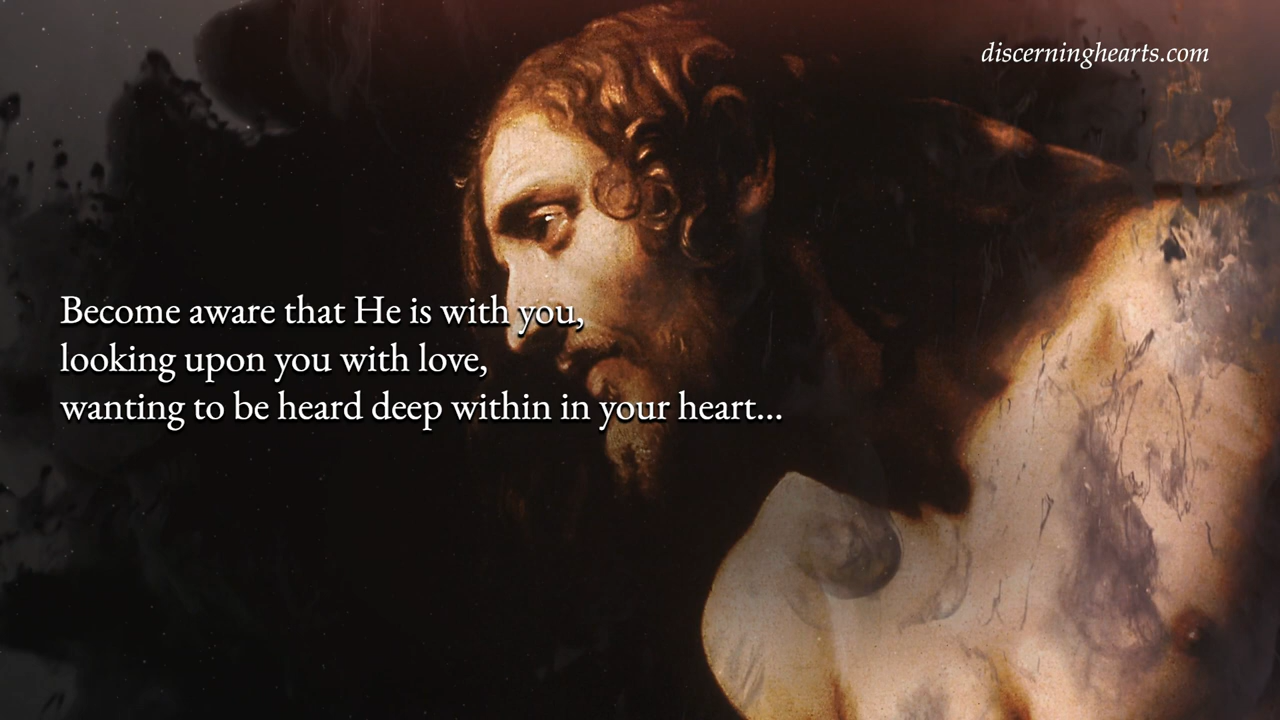 discerninghearts.com
Become aware that He is with you,
looking upon you with love,
wanting to be heard deep within in your heart...